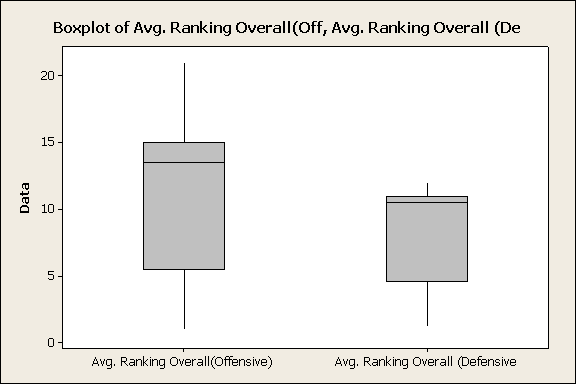 Boxplot of Avg. Ranking Overall(Off, Avg. Ranking Overall (De
20
15
10
5
0
Data
Avg. Ranking Overall(Offensive)
Avg. Ranking Overall (Defensive